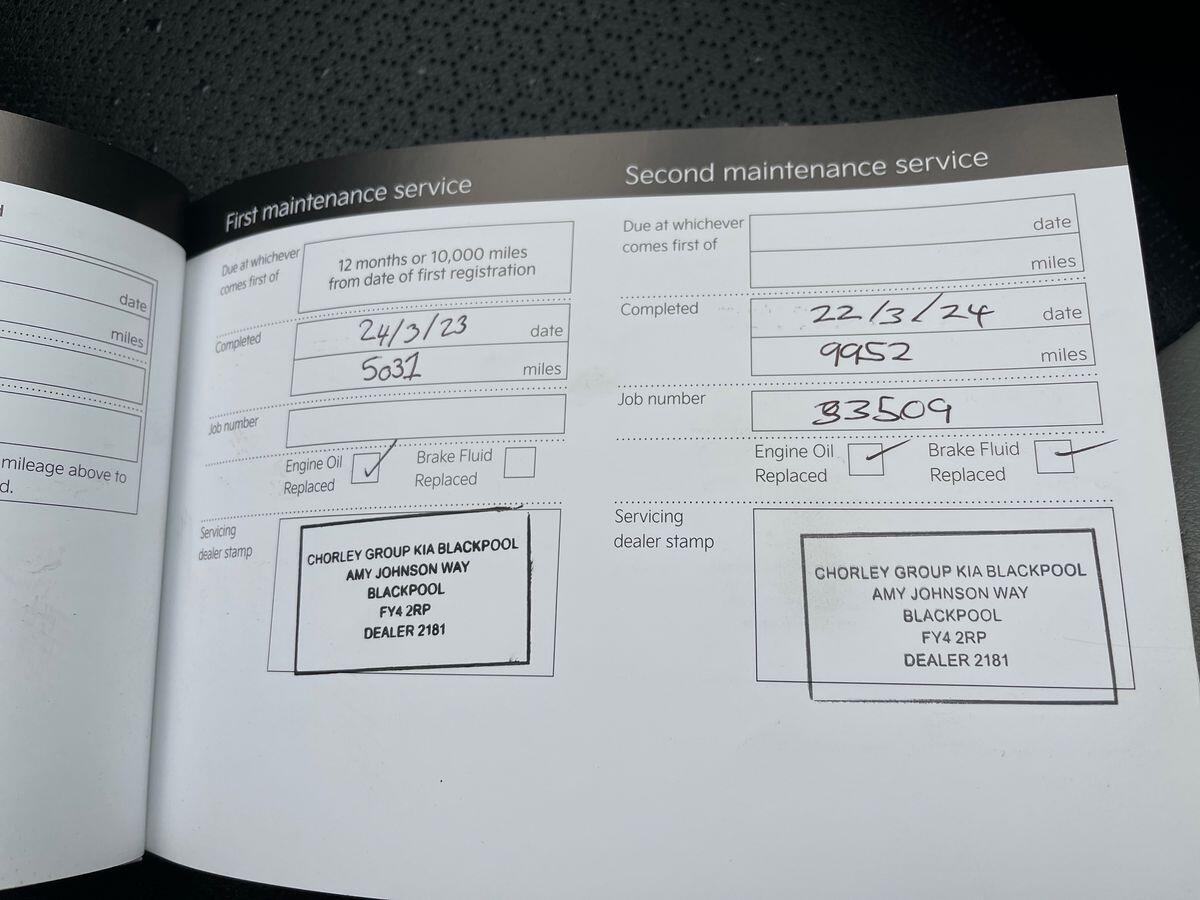 d
date
miles
mileage above to
d.
First maintenance service
Due at whichever
comes first of
12 months or 10,000 miles
from date of first registration
Completed
24/3/23 date
5031 miles
Job number
Engine Oil
Replaced
Brake Fluid
Replaced
Servicing
dealer stamp
CHORLEY GROUP KIA BLACKPOOL
AMY JOHNSON WAY
BLACKPOOL
FY4 2RP
DEALER 2181
Second maintenance service
Due at whichever
comes first of
date
miles
Completed
22/3/24 date
9952 miles
Job number
33509
Engine Oil
Replaced
Brake Fluid
Replaced
Servicing
dealer stamp
CHORLEY GROUP KIA BLACKPOOL
AMY JOHNSON WAY
BLACKPOOL
FY4 2RP
DEALER 2181